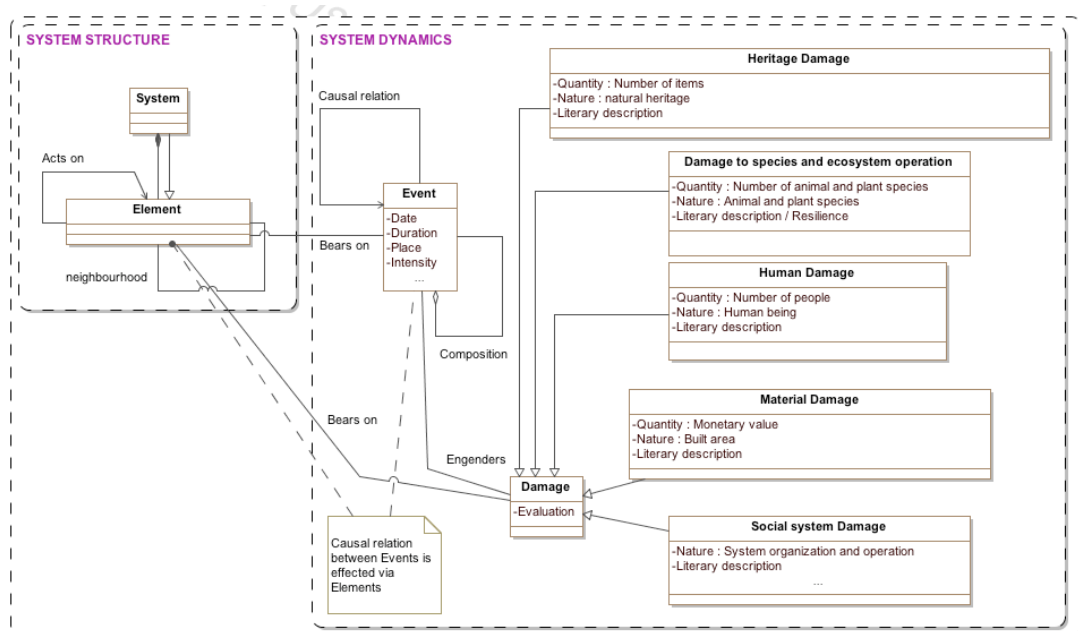 SYSTEM STRUCTURE
System
Acts on
Element
neighbourhood
SYSTEM DYNAMICS
Causal relation
Event
-Date
-Duration
-Place
-Intensity
...
Bears on
Composition
Bears on
Engenders
Causal relation
between Events is
effected via
Elements
Heritage Damage
-Quantity : Number of items
-Nature : natural heritage
-Literary description
Damage to species and ecosystem operation
-Quantity : Number of animal and plant species
-Nature : Animal and plant species
-Literary description / Resilience
Human Damage
-Quantity : Number of people
-Nature : Human being
-Literary description
Material Damage
-Quantity : Monetary value
-Nature : Built area
-Literary description
Damage
-Evaluation
Social system Damage
-Nature : System organization and operation
-Literary description
...